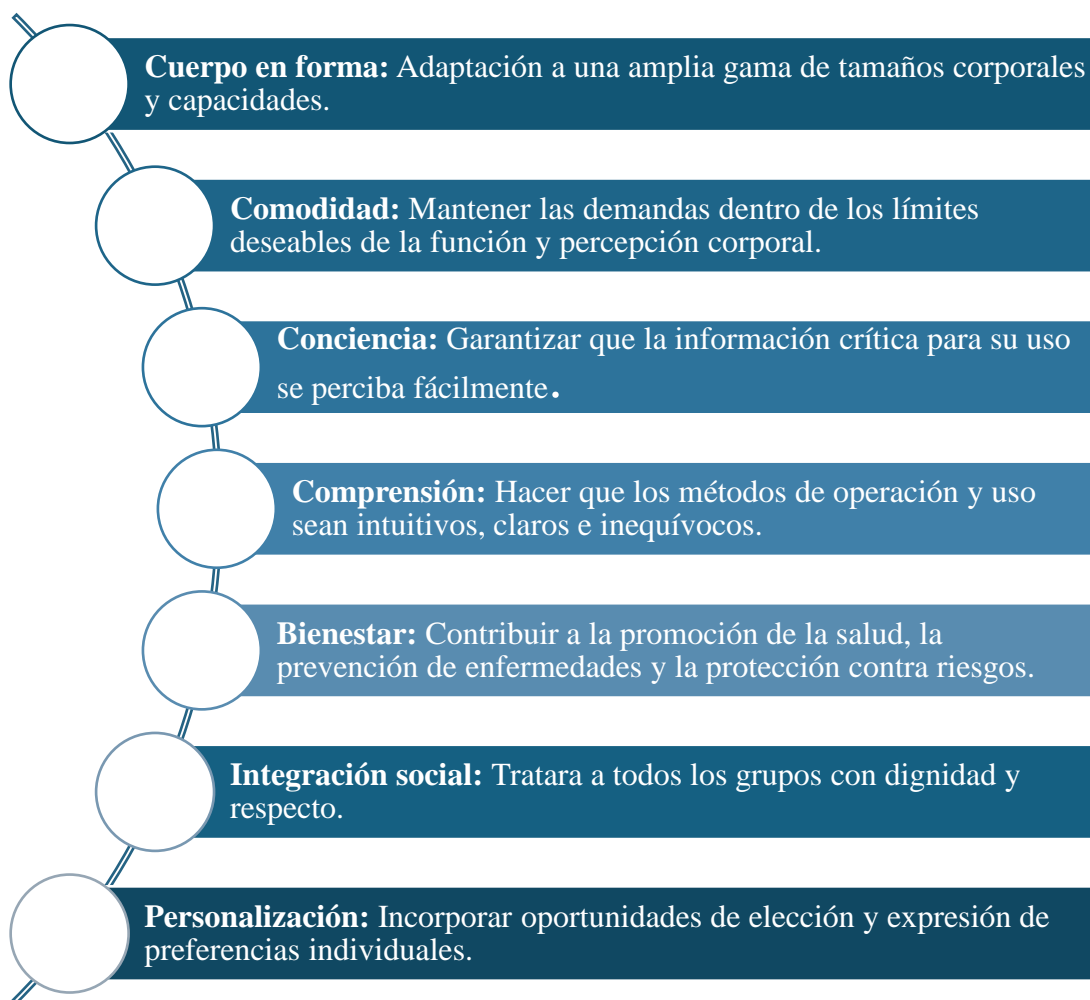 Cuerpo en forma: Adaptación a una amplia gama de tamaños corporales
y capacidades.
Comodidad: Mantener las demandas dentro de los límites
deseables de la función y percepción corporal.
Conciencia: Garantizar que la información crítica para su uso
se perciba fácilmente.
Comprensión: Hacer que los métodos de operación y uso
sean intuitivos, claros e inequívocos.
Bienestar: Contribuir a la promoción de la salud, la
prevención de enfermedades y la protección contra riesgos.
Integración social: Tratara a todos los grupos con dignidad y
respecto.
Personalización: Incorporar oportunidades de elección y expresión de
preferencias individuales.